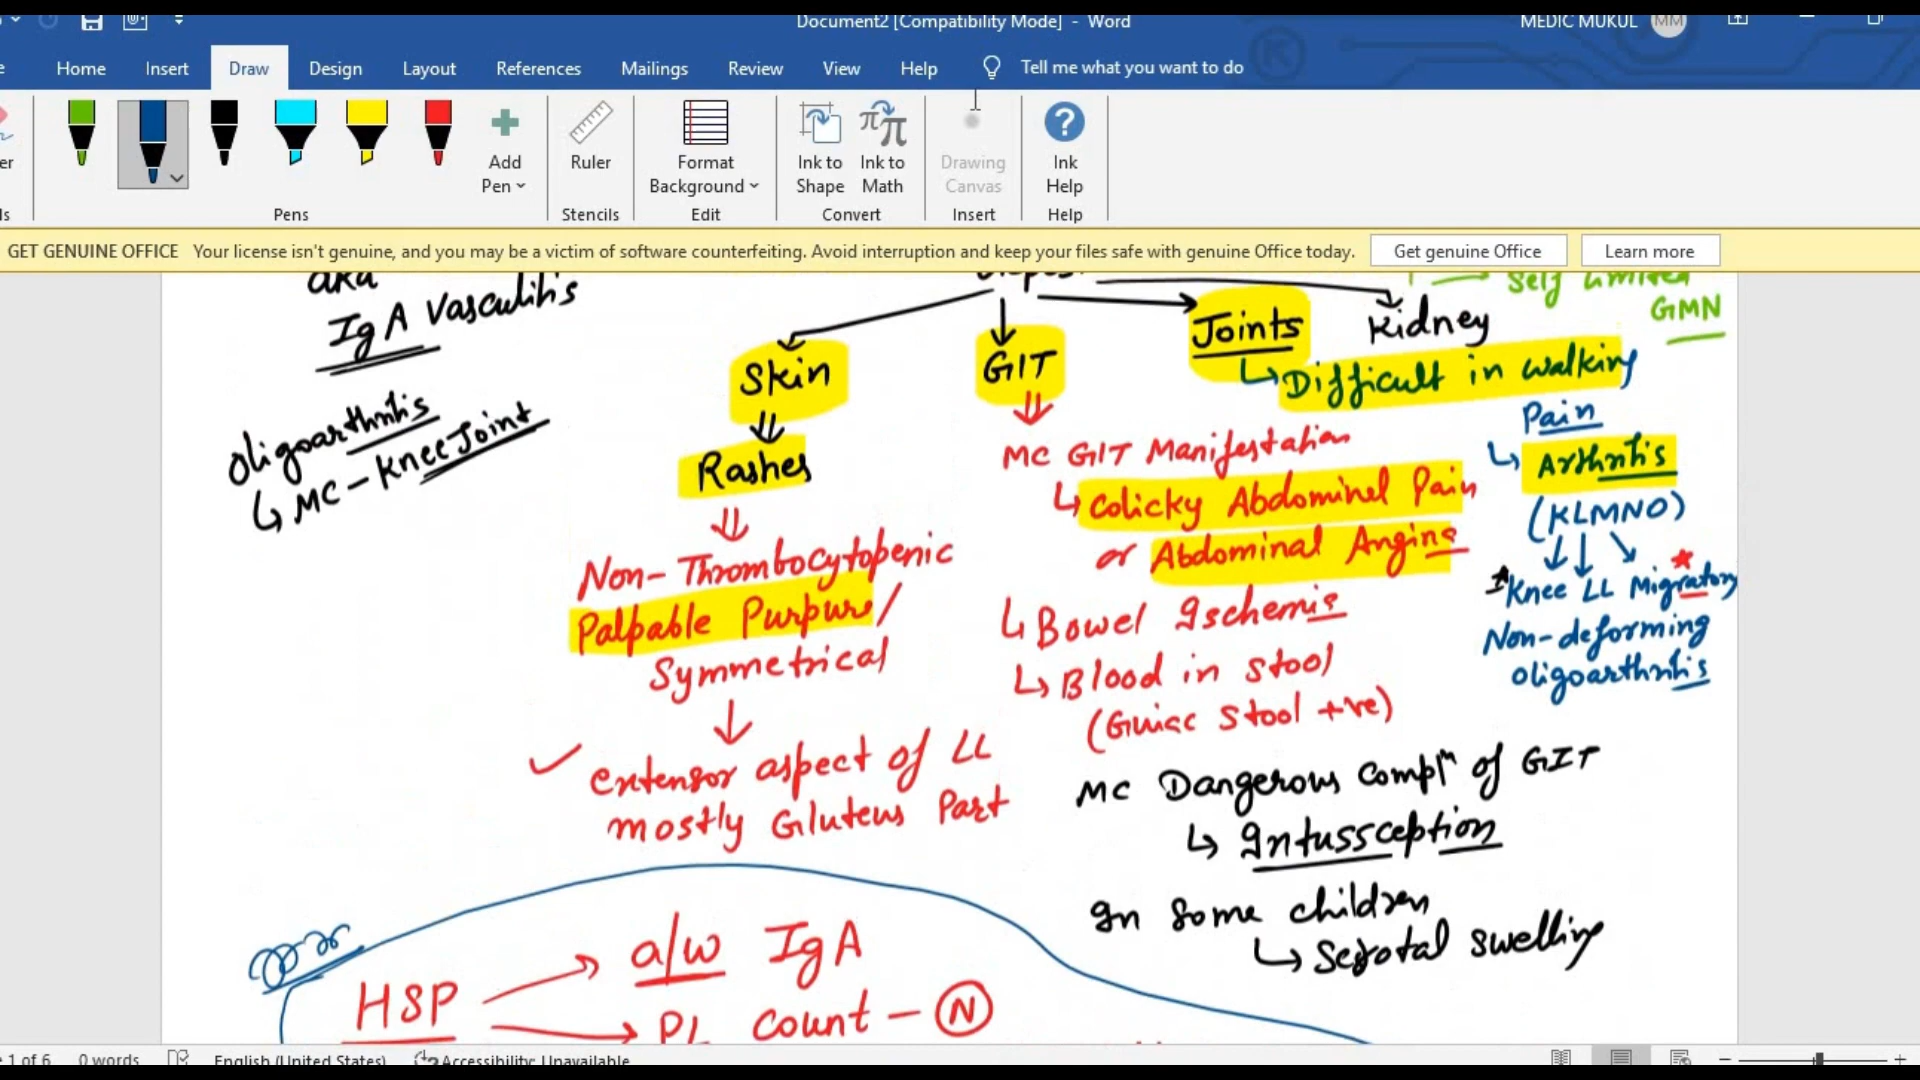 Document2 [Compatibility Mode] - Word
MEDIC MUKUL
MM
Home Insert Draw Design Layout References Mailings Review View Help Tell me what you want to do
Add Pen
Ruler
Format Background
Ink to Shape
Ink to Math
Drawing Canvas
Ink Help
Pens Stencils Edit Convert Insert Help
GET GENUINE OFFICE Your license isn't genuine, and you may be a victim of software counterfeiting. Avoid interruption and keep your files safe with genuine Office today. Get genuine Office Learn more
aka
IgA Vasculitis
Oligoarthritis
↳ MC - Knee Joint
Skin
⇓
Rashes
⇓
Non-Thrombocytopenic
Palpable Purpura/
Symmetrical
↓
✓ extensor aspect of LL
mostly Gluteus Part
GIT
⇓
MC GIT Manifestation
↳ Colicky Abdominal Pain
or Abdominal Angina
↳ Bowel Ischemia
↳ Blood in stool
(Guiac Stool +ve)
MC Dangerous Compln of GIT
↳ Intussception
In some children
↳ Scrotal swelling
Joints
↳ Difficult in walking
Pain
↳ Arthritis
(KLMNO)
Knee LL Migratory
Non-deforming
oligoarthritis
Kidney
Self Limited
GMN
HSP → a/w IgA
→ PL count - N
1 of 6 0 words English (United States) Accessibility: Unavailable